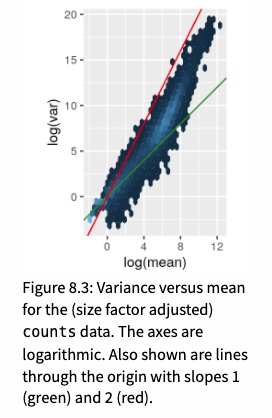 20
15
10
5
0
log(var)
0 4 8 12
log(mean)
Figure 8.3: Variance versus mean
for the (size factor adjusted)
counts data. The axes are
logarithmic. Also shown are lines
through the origin with slopes 1
(green) and 2 (red).